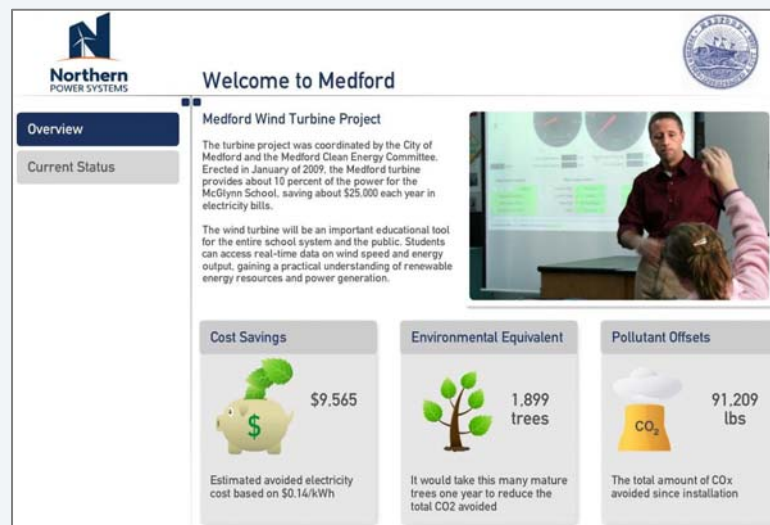 Northern
POWER SYSTEMS
Welcome to Medford
MEDFORD
Overview
Current Status
Medford Wind Turbine Project
The turbine project was coordinated by the City of
Medford and the Medford Clean Energy Committee.
Erected in January of 2009, the Medford turbine
provides about 10 percent of the power for the
McGlynn School, saving about $25,000 each year in
electricity bills.
The wind turbine will be an important educational tool
for the entire school system and the public. Students
can access real-time data on wind speed and energy
output, gaining a practical understanding of renewable
energy resources and power generation.
Cost Savings
$9,565
$
Estimated avoided electricity
cost based on $0.14/kWh
Environmental Equivalent
1,899
trees
It would take this many mature
trees one year to reduce the
total CO2 avoided
Pollutant Offsets
91,209
lbs
CO₂
The total amount of COx
avoided since installation